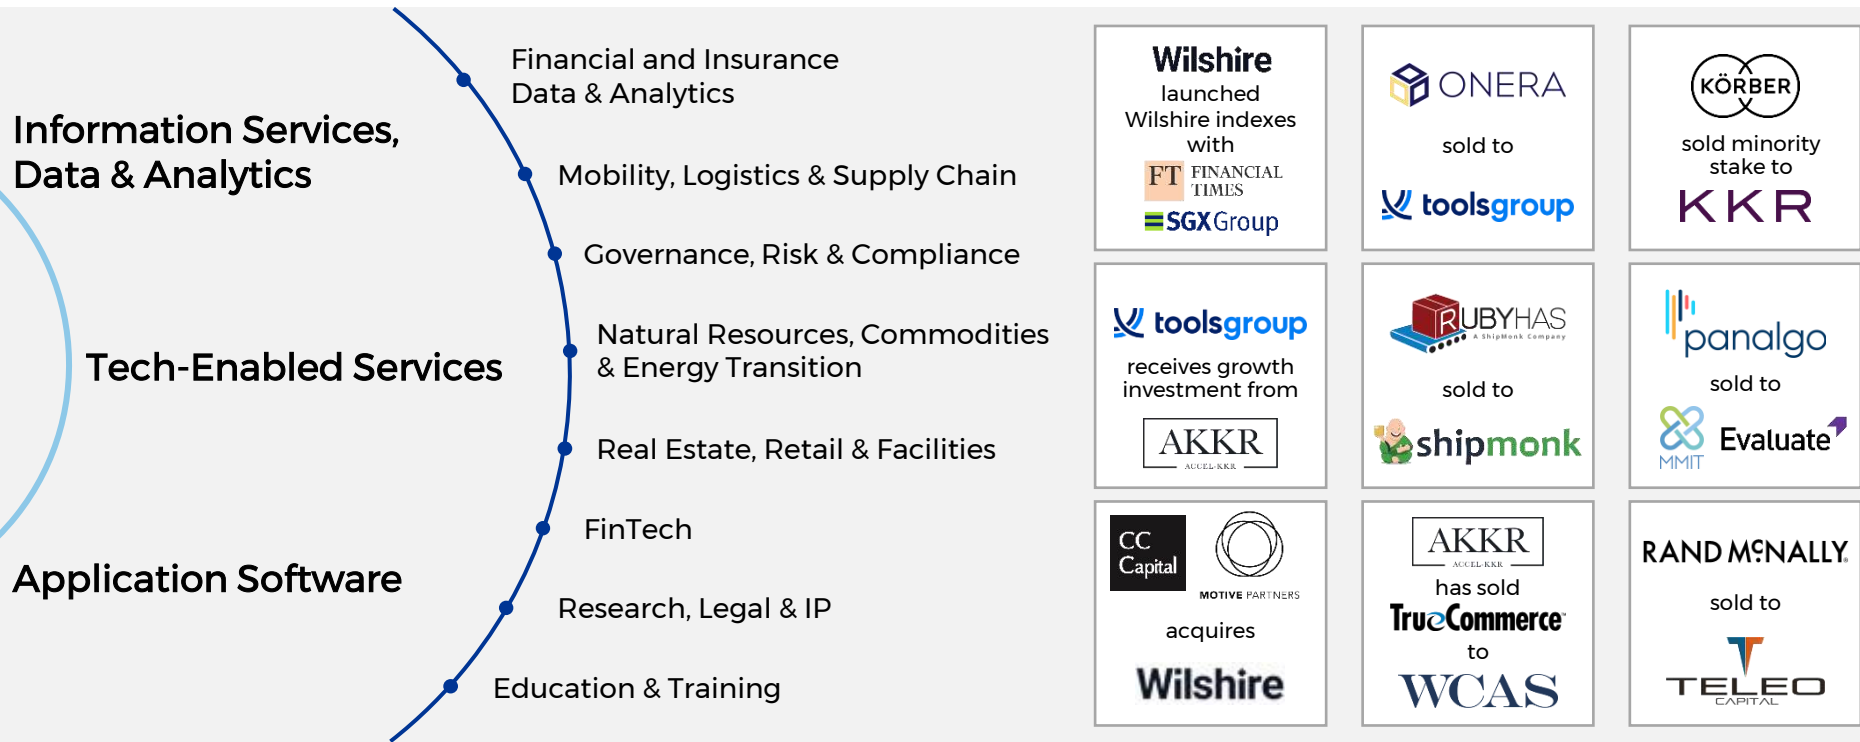 Information Services,
Data & Analytics
Tech-Enabled Services
Application Software
Financial and Insurance
Data & Analytics
Mobility, Logistics & Supply Chain
Governance, Risk & Compliance
Natural Resources, Commodities
& Energy Transition
Real Estate, Retail & Facilities
FinTech
Research, Legal & IP
Education & Training
Wilshire
launched
Wilshire indexes
with
FT FINANCIAL
TIMES
SGX Group
ONERA
sold to
toolsgroup
KÖRBER
sold minority
stake to
KKR
toolsgroup
receives growth
investment from
AKKR
ACCEL-KKR
RUBYHAS
A ShipMonk Company
sold to
shipmonk
panalgo
sold to
MMIT
Evaluate
CC
Capital
MOTIVE PARTNERS
acquires
Wilshire
AKKR
ACCEL-KKR
has sold
TrueCommerce
to
WCAS
RAND MCNALLY
sold to
TELEO
CAPITAL